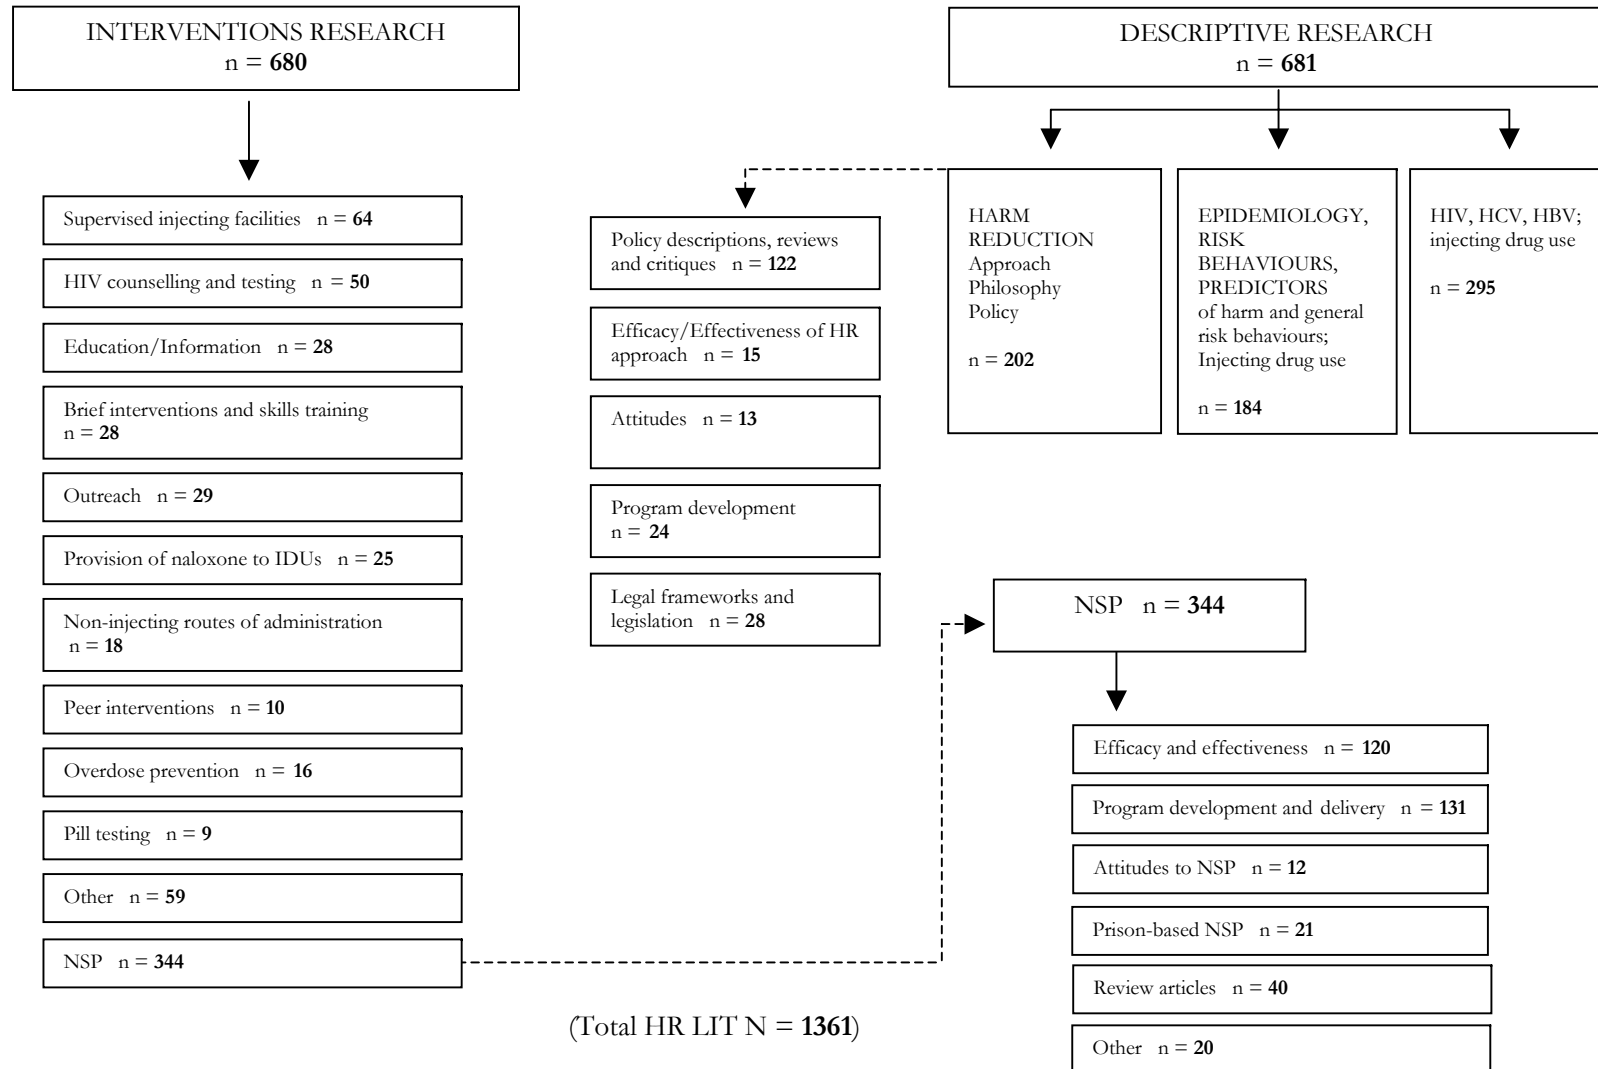 INTERVENTIONS RESEARCH
n = 680
Supervised injecting facilities n = 64
HIV counselling and testing n = 50
Education/Information n = 28
Brief interventions and skills training
n = 28
Outreach n = 29
Provision of naloxone to IDUs n = 25
Non-injecting routes of administration
n = 18
Peer interventions n = 10
Overdose prevention n = 16
Pill testing n = 9
Other n = 59
NSP n = 344
DESCRIPTIVE RESEARCH
n = 681
HARM
REDUCTION
Approach
Philosophy
Policy
n = 202
EPIDEMIOLOGY,
RISK
BEHAVIOURS,
PREDICTORS
of harm and general
risk behaviours;
Injecting drug use
n = 184
HIV, HCV, HBV;
injecting drug use
n = 295
Policy descriptions, reviews
and critiques n = 122
Efficacy/Effectiveness of HR
approach n = 15
Attitudes n = 13
Program development
n = 24
Legal frameworks and
legislation n = 28
NSP n = 344
Efficacy and effectiveness n = 120
Program development and delivery n = 131
Attitudes to NSP n = 12
Prison-based NSP n = 21
Review articles n = 40
Other n = 20
(Total HR LIT N = 1361)